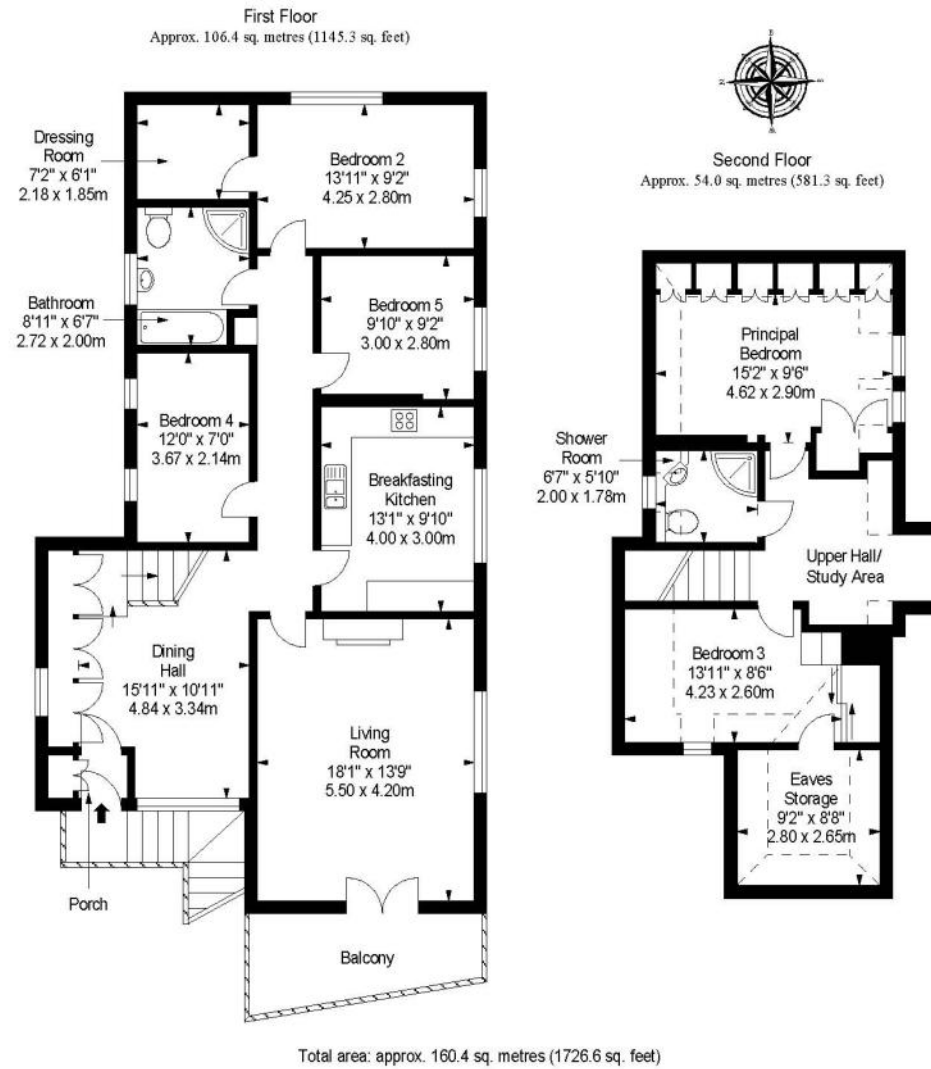 First Floor
Approx. 106.4 sq. metres (1145.3 sq. feet)
Dressing
Room
7'2" x 6'1"
2.18 x 1.85m
Bedroom 2
13'11" x 9'2"
4.25 x 2.80m
Bathroom
8'11" x 6'7"
2.72 x 2.00m
Bedroom 5
9'10" x 9'2"
3.00 x 2.80m
Bedroom 4
12'0" x 7'0"
3.67 x 2.14m
Breakfasting
Kitchen
13'1" x 9'10"
4.00 x 3.00m
Dining
Hall
15'11" x 10'11"
4.84 x 3.34m
Living
Room
18'1" x 13'9"
5.50 x 4.20m
Porch
Balcony
Second Floor
Approx. 54.0 sq. metres (581.3 sq. feet)
Principal
Bedroom
15'2" x 9'6"
4.62 x 2.90m
Shower
Room
6'7" x 5'10"
2.00 x 1.78m
Upper Hall/
Study Area
Bedroom 3
13'11" x 8'6"
4.23 x 2.60m
Eaves
Storage
9'2" x 8'8"
2.80 x 2.65m
Total area: approx. 160.4 sq. metres (1726.6 sq. feet)